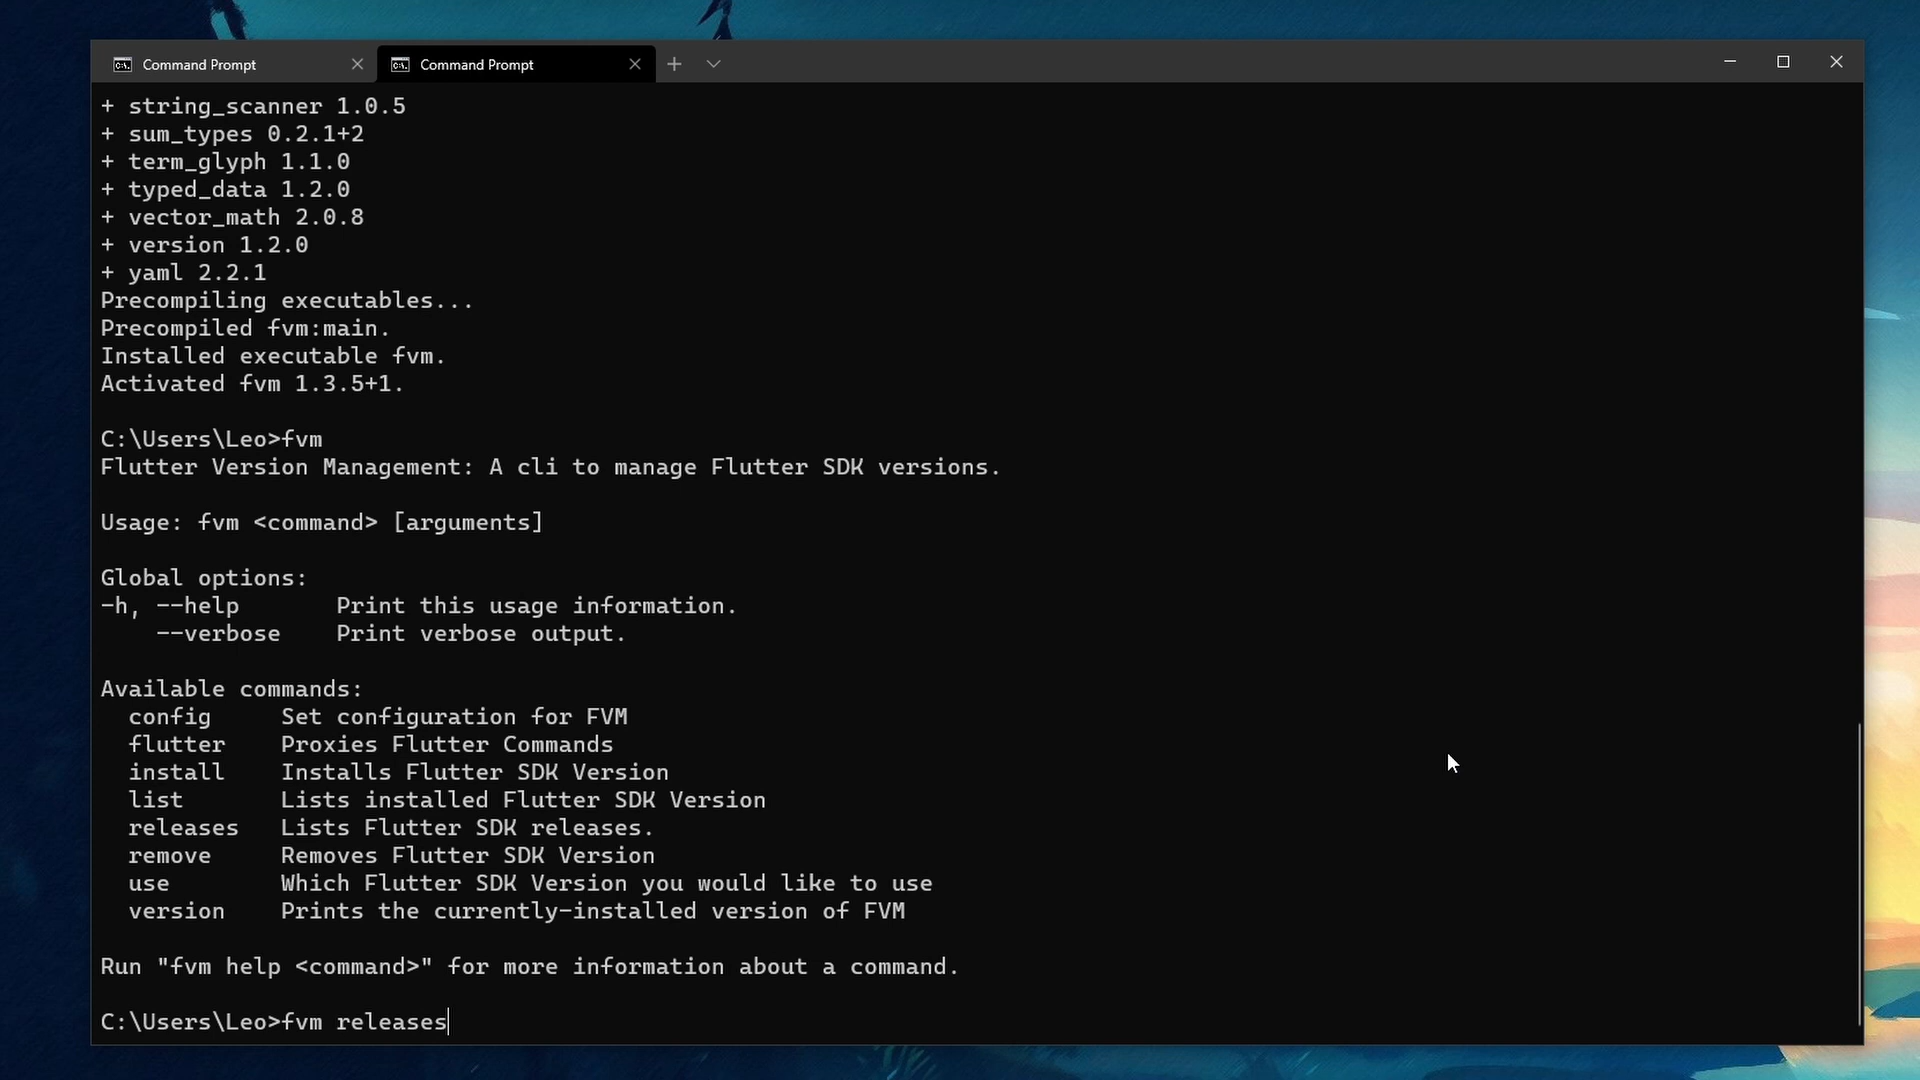 Command Prompt
Command Prompt
+ string_scanner 1.0.5
+ sum_types 0.2.1+2
+ term_glyph 1.1.0
+ typed_data 1.2.0
+ vector_math 2.0.8
+ version 1.2.0
+ yaml 2.2.1
Precompiling executables...
Precompiled fvm:main.
Installed executable fvm.
Activated fvm 1.3.5+1.
C:\Users\Leo>fvm
Flutter Version Management: A cli to manage Flutter SDK versions.
Usage: fvm <command> [arguments]
Global options:
-h, --help       Print this usage information.
    --verbose    Print verbose output.
Available commands:
  config     Set configuration for FVM
  flutter    Proxies Flutter Commands
  install    Installs Flutter SDK Version
  list       Lists installed Flutter SDK Version
  releases   Lists Flutter SDK releases.
  remove     Removes Flutter SDK Version
  use        Which Flutter SDK Version you would like to use
  version    Prints the currently-installed version of FVM
Run "fvm help <command>" for more information about a command.
C:\Users\Leo>fvm releases